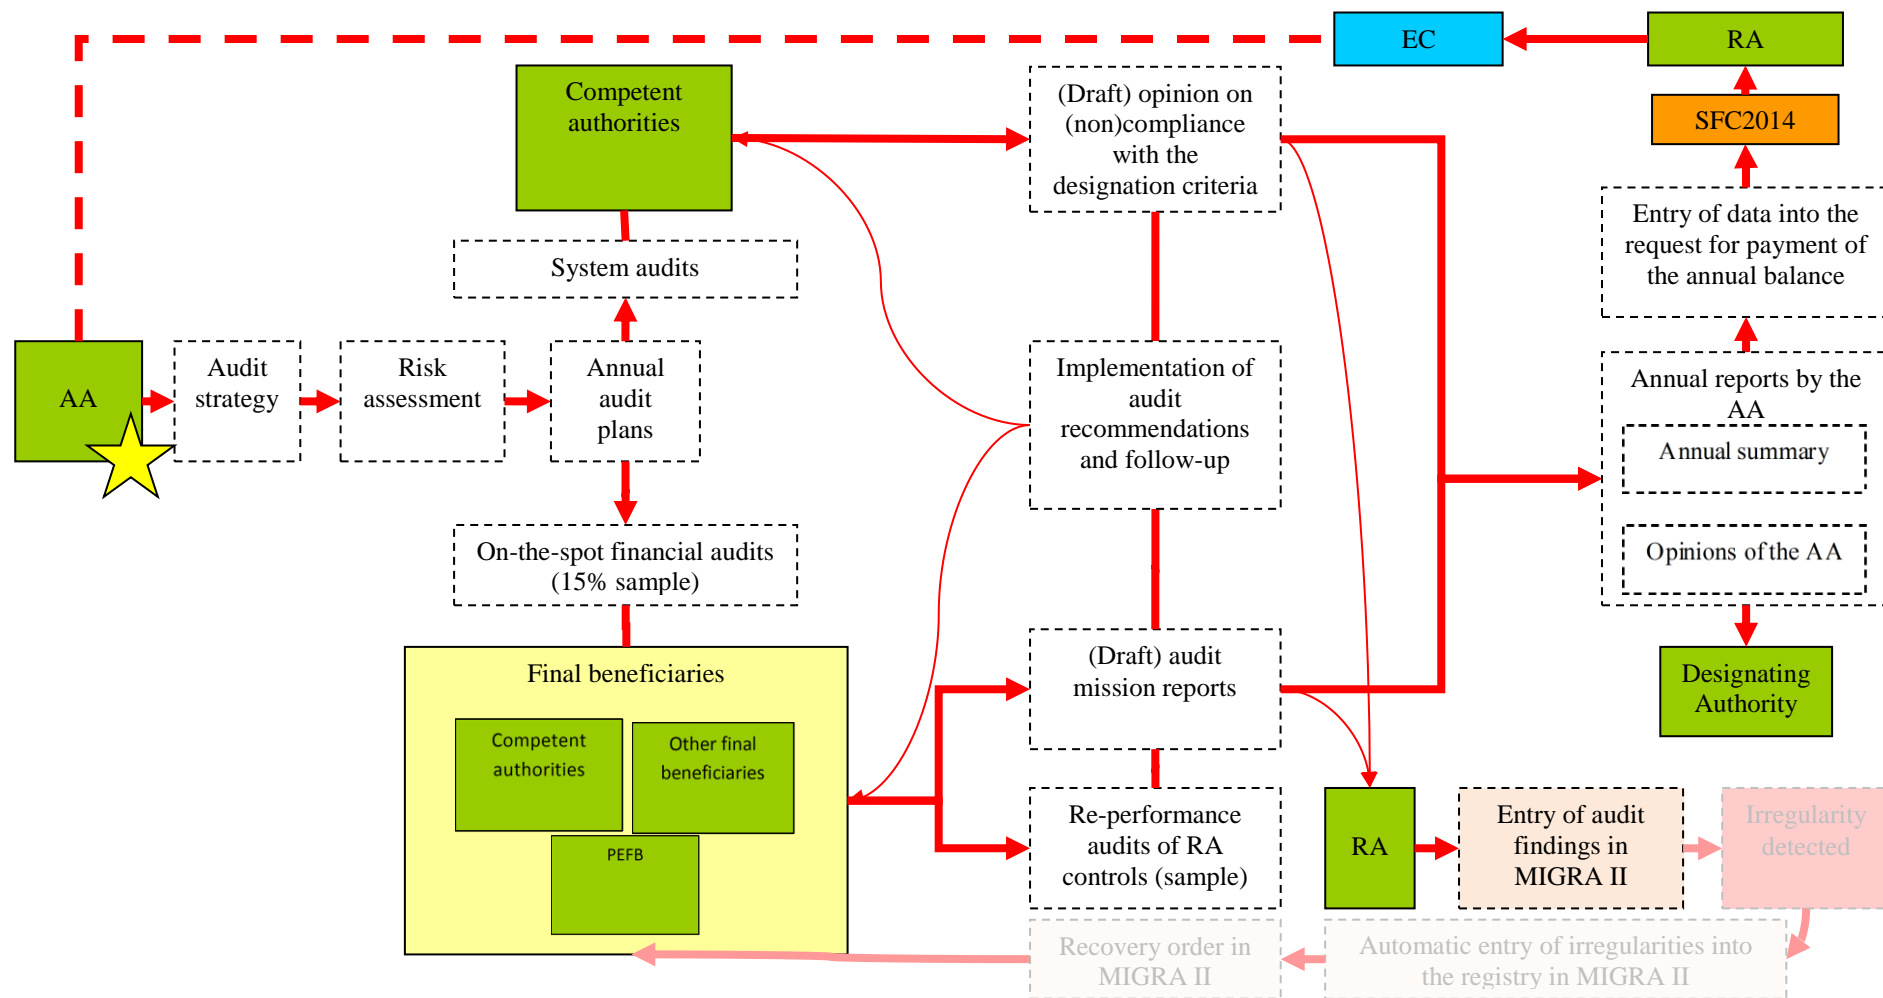 EC
RA
Competent
authorities
(Draft) opinion on
(non)compliance
with the
designation criteria
SFC2014
Entry of data into the
request for payment of
the annual balance
System audits
AA
Audit
strategy
Risk
assessment
Annual
audit
plans
Implementation of
audit
recommendations
and follow-up
Annual reports by the
AA
Annual summary
Opinions of the AA
On-the-spot financial audits
(15% sample)
Final beneficiaries
Competent
authorities
Other final
beneficiaries
PEFB
(Draft) audit
mission reports
Designating
Authority
Re-performance
audits of RA
controls (sample)
RA
Entry of audit
findings in
MIGRA II
Irregularity
detected
Recovery order in
MIGRA II
Automatic entry of irregularities into
the registry in MIGRA II